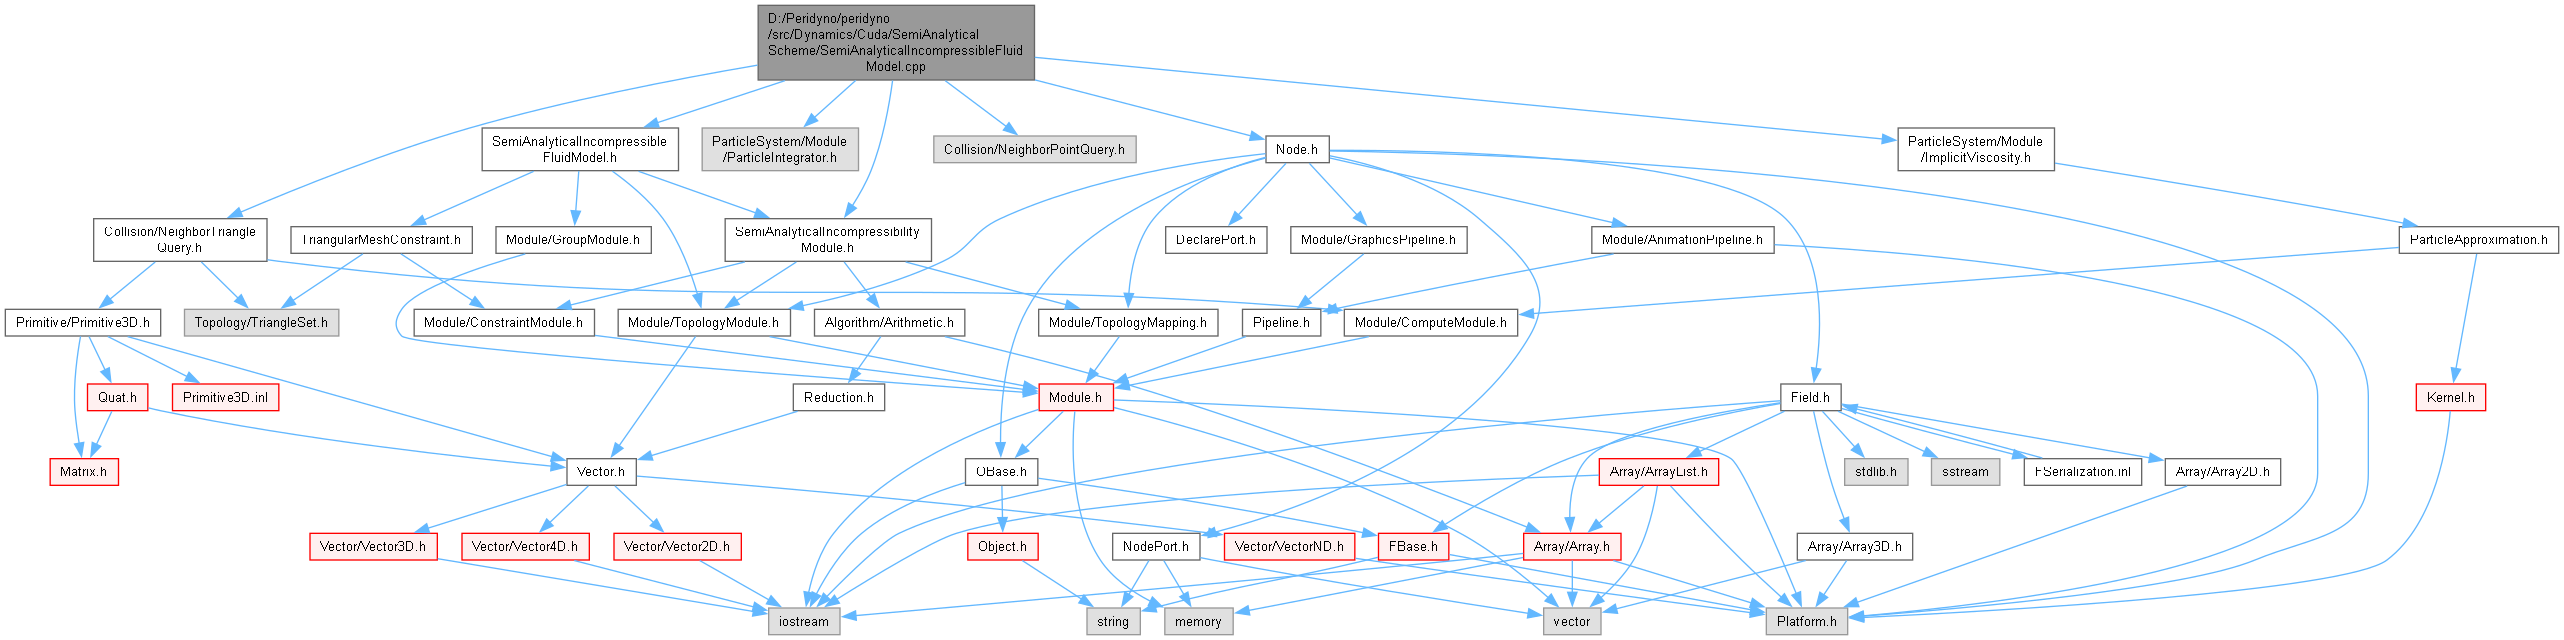 D:/Peridyno/peridyno
/src/Dynamics/Cuda/SemiAnalytical
Scheme/SemiAnalyticalIncompressibleFluid
Model.cpp
SemiAnalyticalIncompressible
FluidModel.h
ParticleSystem/Module
/ParticleIntegrator.h
Collision/NeighborPointQuery.h
Node.h
ParticleSystem/Module
/ImplicitViscosity.h
Collision/NeighborTriangle
Query.h
TriangularMeshConstraint.h
Module/GroupModule.h
SemiAnalyticalIncompressibility
Module.h
DeclarePort.h
Module/GraphicsPipeline.h
Module/AnimationPipeline.h
ParticleApproximation.h
Primitive/Primitive3D.h
Topology/TriangleSet.h
Module/ConstraintModule.h
Module/TopologyModule.h
Algorithm/Arithmetic.h
Module/TopologyMapping.h
Pipeline.h
Module/ComputeModule.h
Quat.h
Primitive3D.inl
Reduction.h
Module.h
Field.h
Kernel.h
Matrix.h
Vector.h
OBase.h
Array/ArrayList.h
stdlib.h
sstream
FSerialization.inl
Array/Array2D.h
Vector/Vector3D.h
Vector/Vector4D.h
Vector/Vector2D.h
Object.h
NodePort.h
Vector/VectorND.h
FBase.h
Array/Array.h
Array/Array3D.h
iostream
string
memory
vector
Platform.h